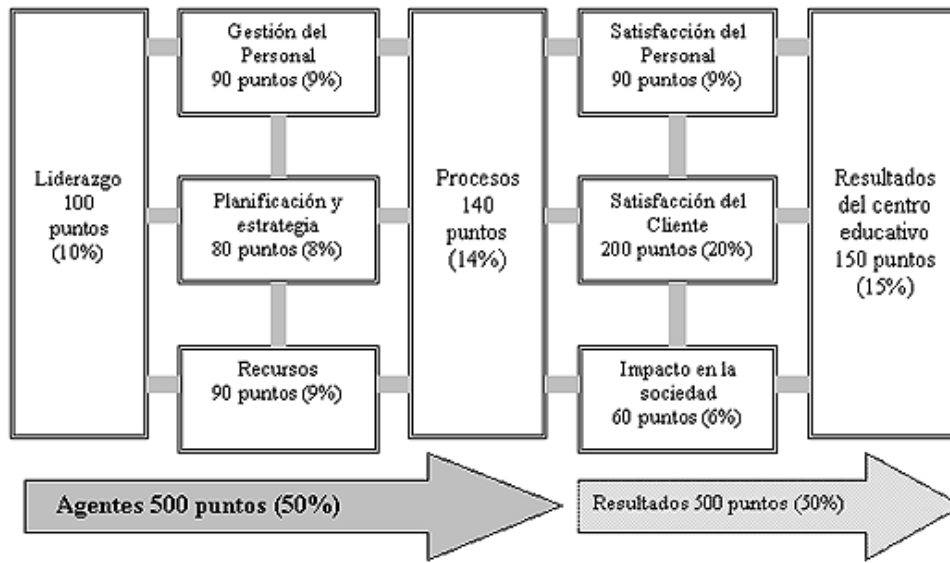 Liderazgo
100
puntos
(10%)
Gestión del
Personal
90 puntos (9%)
Planificación y
estrategia
80 puntos (8%)
Recursos
90 puntos (9%)
Procesos
140
puntos
(14%)
Satisfacción del
Personal
90 puntos (9%)
Satisfacción del
Cliente
200 puntos (20%)
Impacto en la
sociedad
60 puntos (6%)
Resultados
del centro
educativo
150 puntos
(15%)
Agentes 500 puntos (50%)
Resultados 500 puntos (50%)